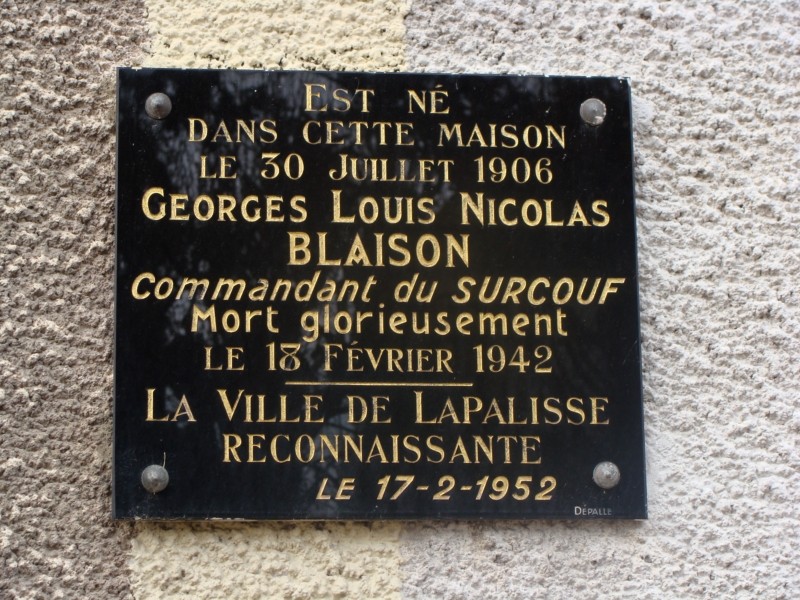 EST NÉ
DANS CETTE MAISON
LE 30 JUILLET 1906
GEORGES LOUIS NICOLAS
BLAISON
Commandant du SURCOUF
Mort glorieusement
LE 18 FÉVRIER 1942
LA VILLE DE LAPALISSE
RECONNAISSANTE
LE 17-2-1952
DÉPALLE